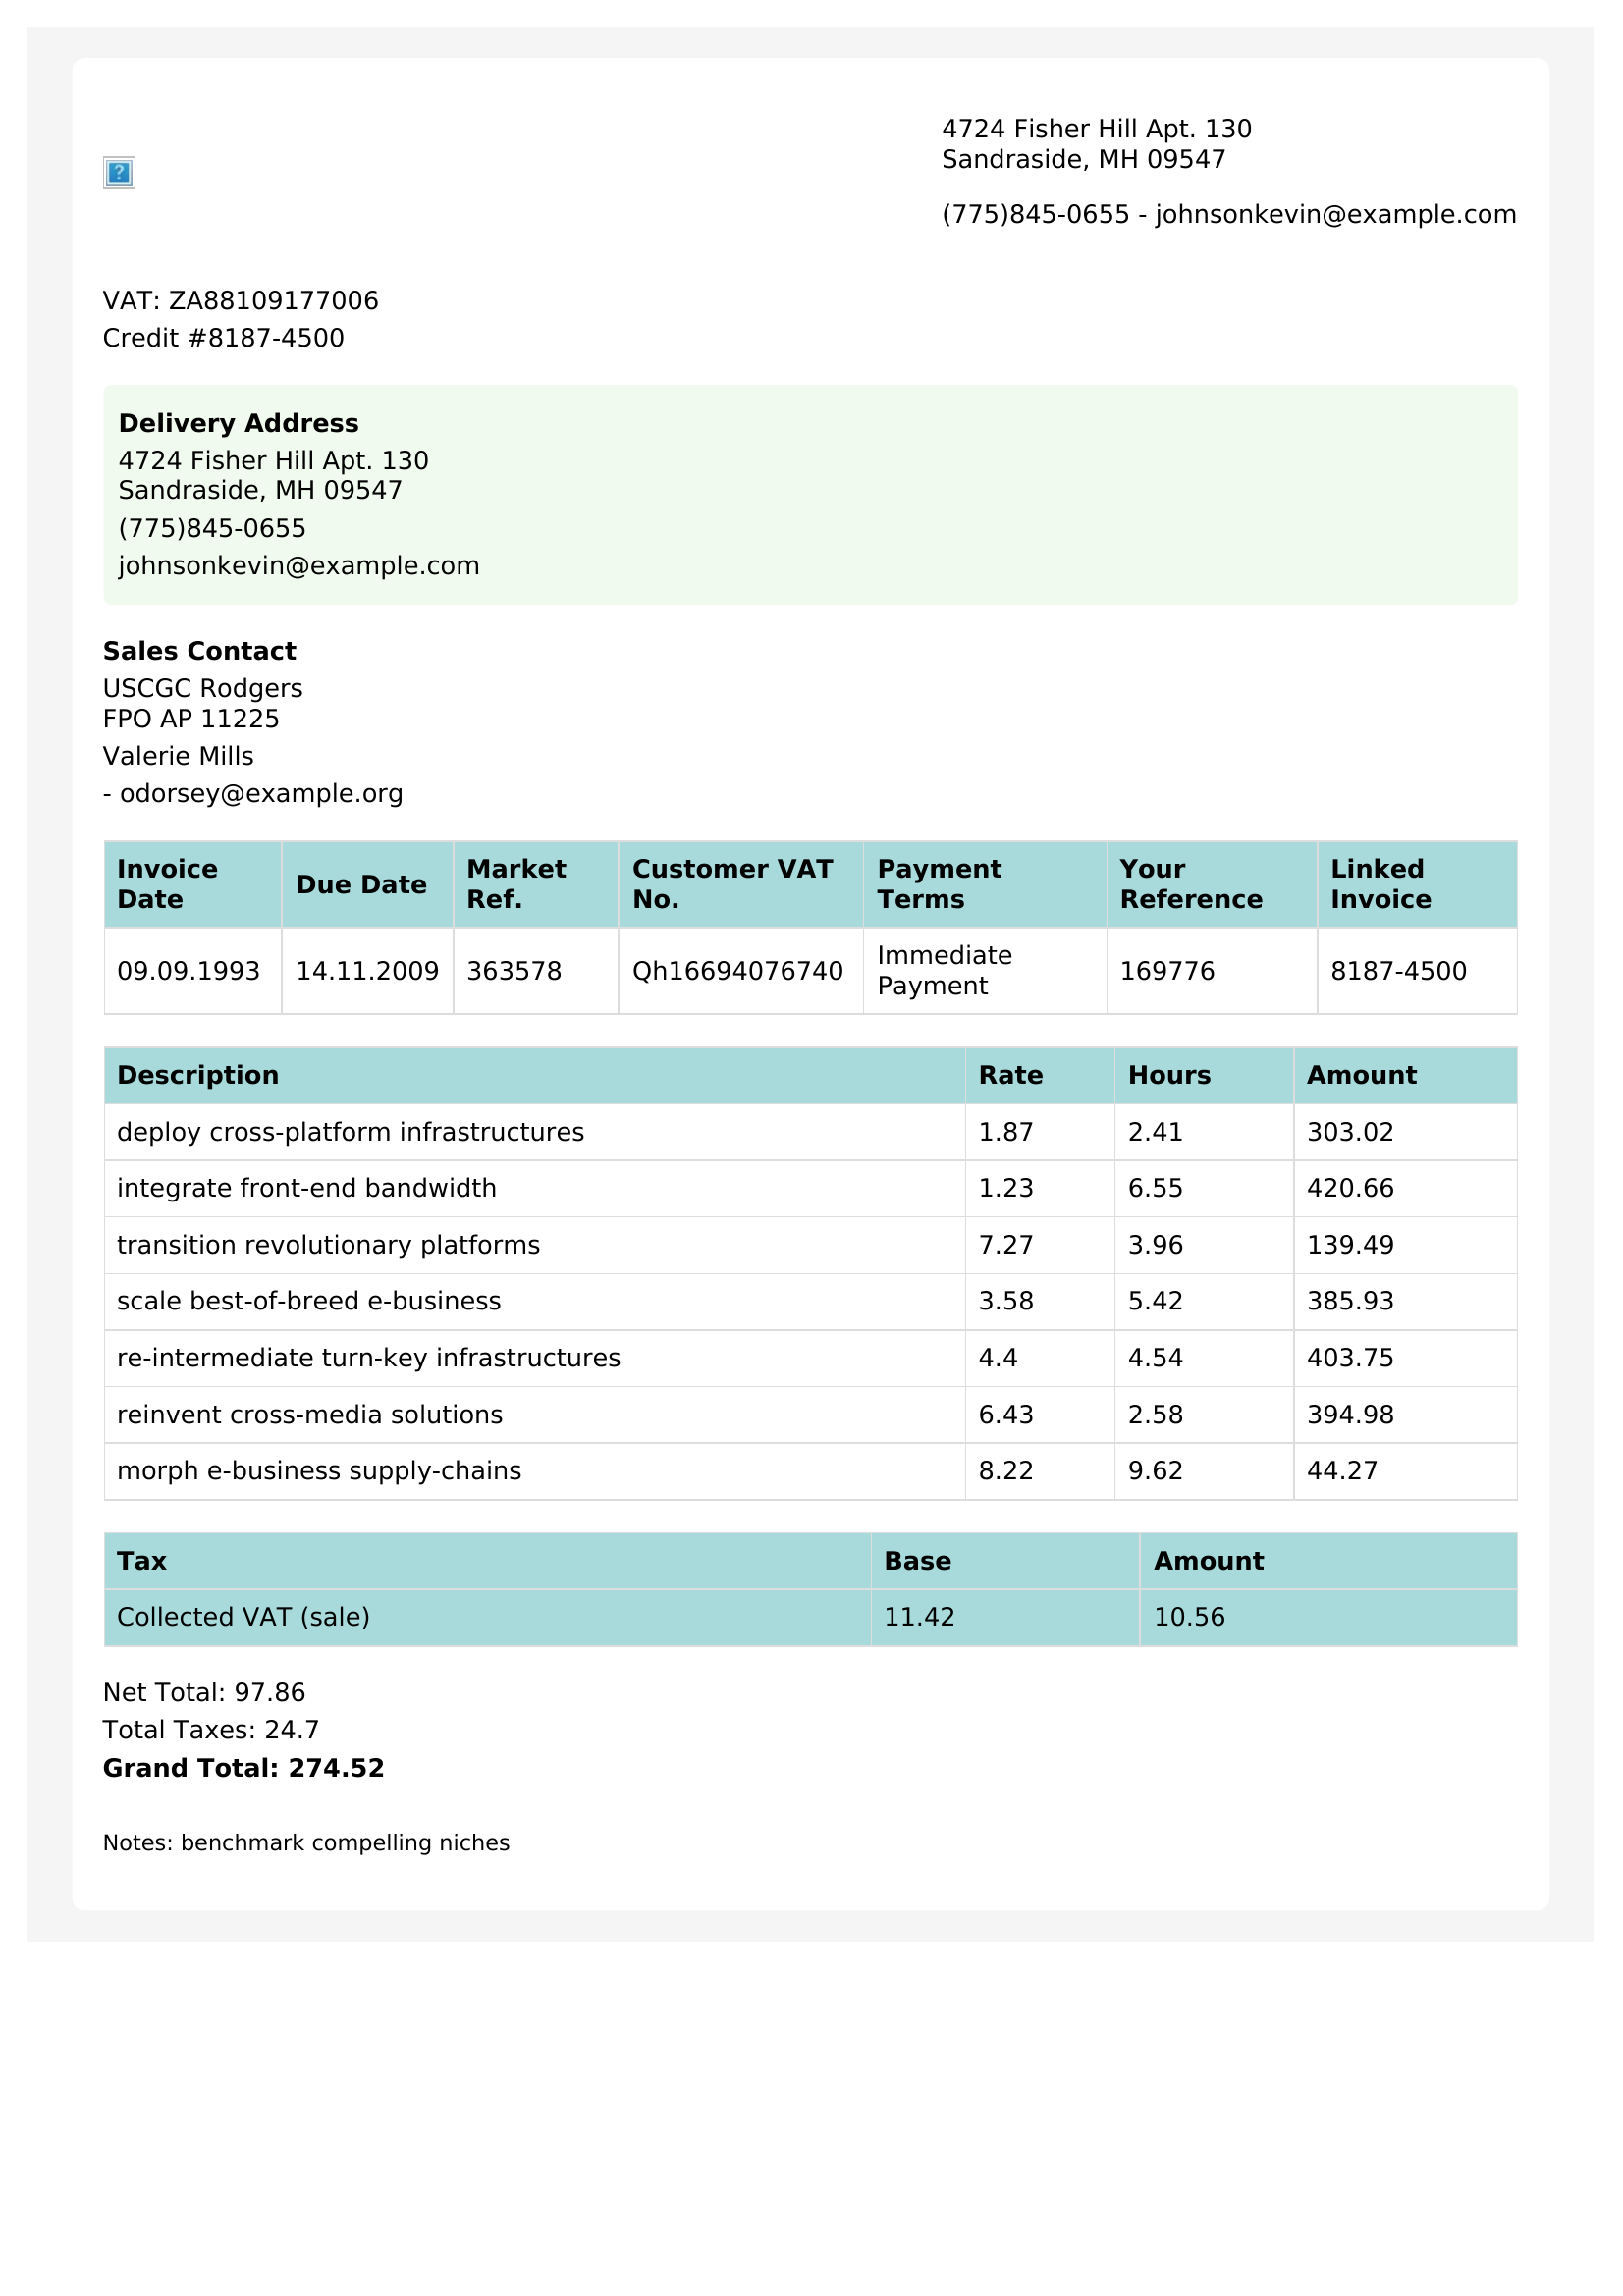 4724 Fisher Hill Apt. 130
Sandraside, MH 09547
(775)845-0655 - johnsonkevin@example.com
VAT: ZA88109177006
Credit #8187-4500
Delivery Address
4724 Fisher Hill Apt. 130
Sandraside, MH 09547
(775)845-0655
johnsonkevin@example.com
Sales Contact
USCGC Rodgers
FPO AP 11225
Valerie Mills
- odorsey@example.org
Invoice Date Due Date Market Ref. Customer VAT No. Payment Terms Your Reference Linked Invoice
09.09.1993 14.11.2009 363578 Qh16694076740 Immediate Payment 169776 8187-4500
Description Rate Hours Amount
deploy cross-platform infrastructures 1.87 2.41 303.02
integrate front-end bandwidth 1.23 6.55 420.66
transition revolutionary platforms 7.27 3.96 139.49
scale best-of-breed e-business 3.58 5.42 385.93
re-intermediate turn-key infrastructures 4.4 4.54 403.75
reinvent cross-media solutions 6.43 2.58 394.98
morph e-business supply-chains 8.22 9.62 44.27
Tax Base Amount
Collected VAT (sale) 11.42 10.56
Net Total: 97.86
Total Taxes: 24.7
Grand Total: 274.52
Notes: benchmark compelling niches